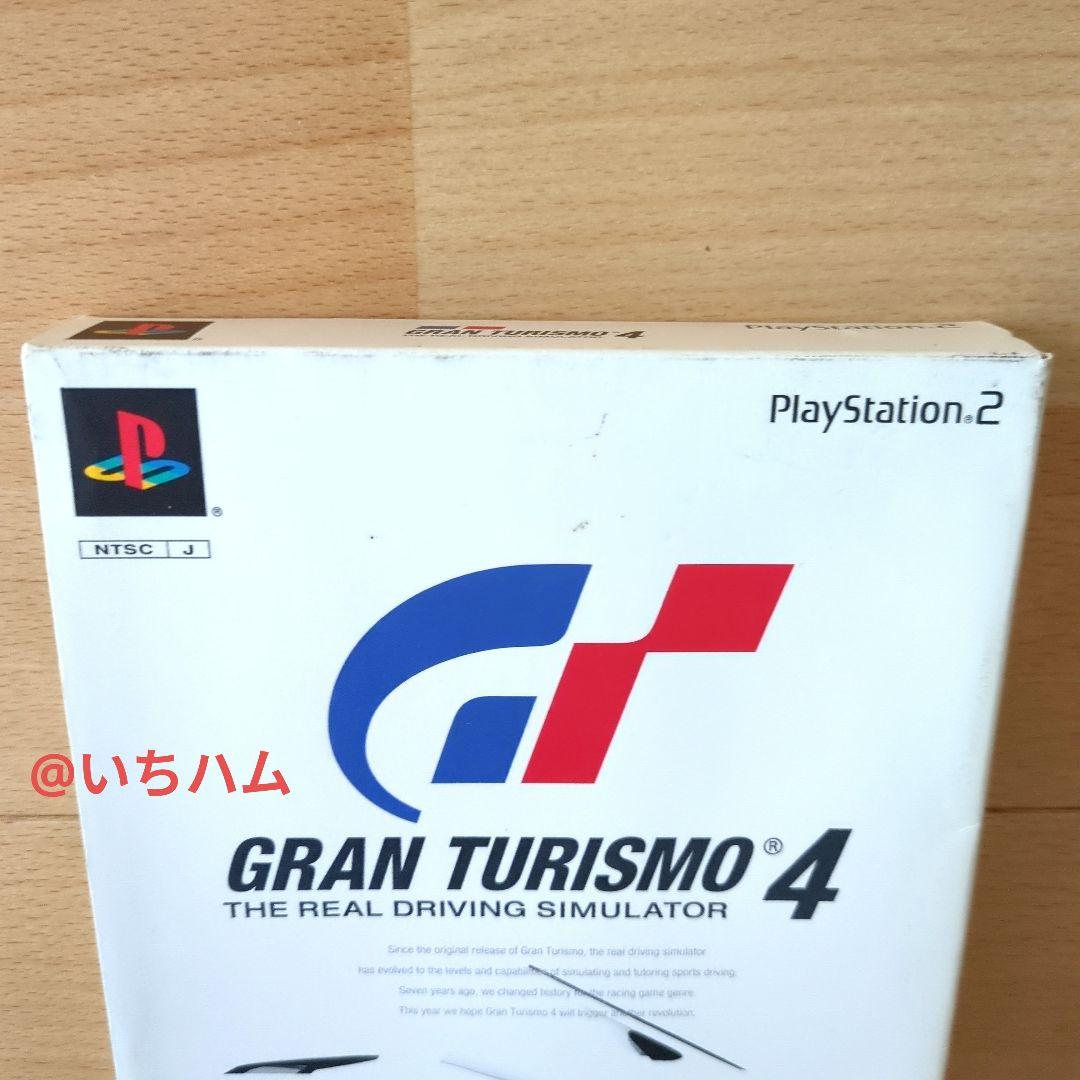 GRAN TURISMO 4
PlayStation 2
PlayStation®2
®
NTSC J
@いちハム
GRAN TURISMO® 4
THE REAL DRIVING SIMULATOR
Since the original release of Gran Turismo, the real driving simulator
has evolved to the levels and capabilities of simulating and tutoring sports driving.
Seven years ago, we changed history for the racing game genre.
This year we hope Gran Turismo 4 will trigger another revolution.